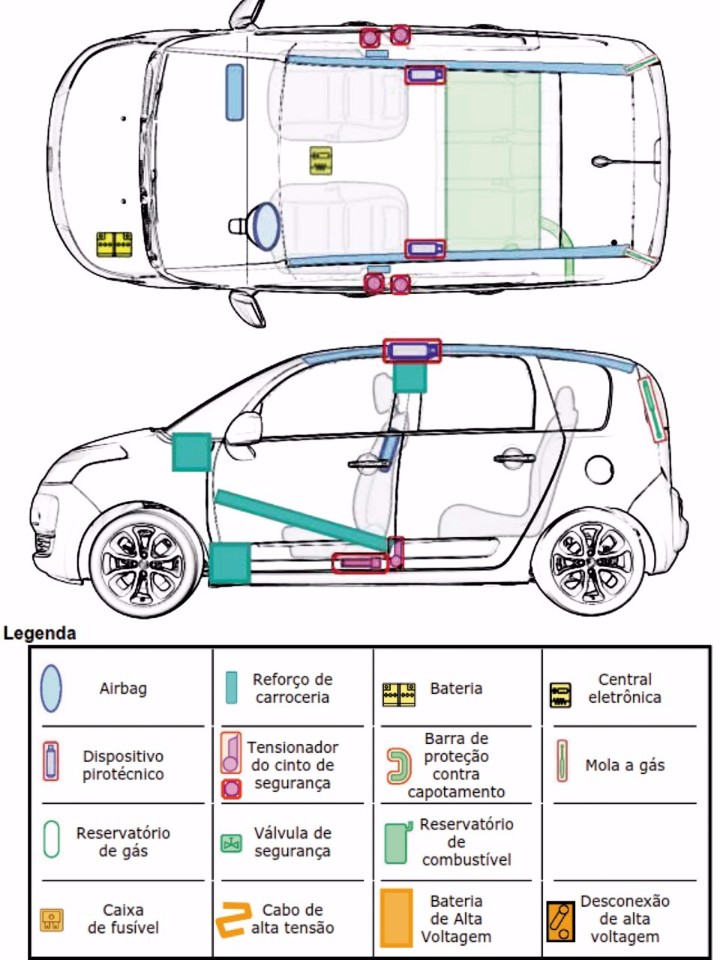 Legenda
Airbag
Reforço de
carroceria
Bateria
Central
eletrônica
Dispositivo
pirotécnico
Tensionador
do cinto de
segurança
Barra de
proteção
contra
capotamento
Mola a gás
Reservatório
de gás
Válvula de
segurança
Reservatório
de
combustível
Caixa
de fusível
Cabo de
alta tensão
Bateria
de Alta
Voltagem
Desconexão
de alta
voltagem